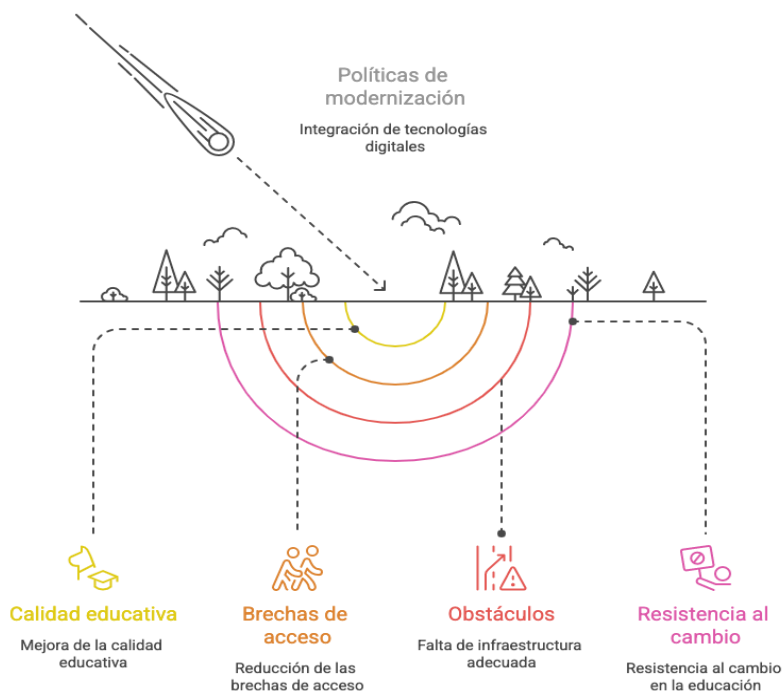 Políticas de
modernización
Integración de tecnologías
digitales
Calidad educativa
Mejora de la calidad
educativa
Brechas de
acceso
Reducción de las
brechas de acceso
Obstáculos
Falta de infraestructura
adecuada
Resistencia al
cambio
Resistencia al cambio
en la educación